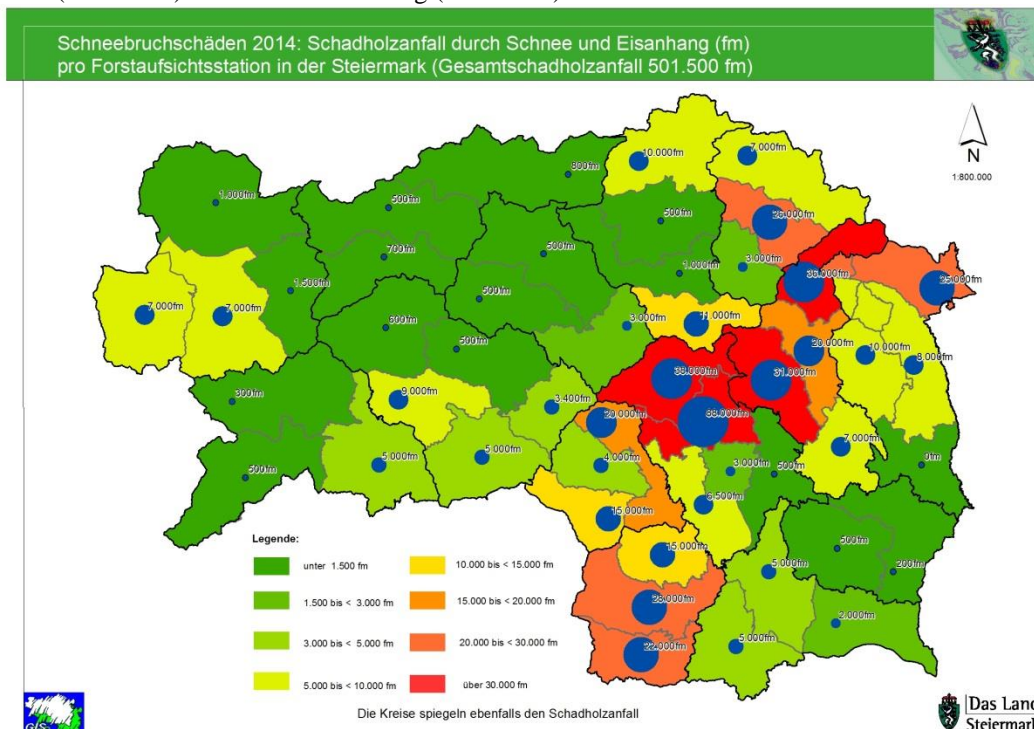 Schneebruchschäden 2014: Schadholzanfall durch Schnee und Eisanhang (fm)
pro Forstaufsichtsstation in der Steiermark (Gesamtschadholzanfall 501.500 fm)
N
1:800.000
10.000fm
7.000fm
800fm
1.000fm
500fm
500fm
26.000fm
700fm
500fm
1.000fm
3.000fm
36.000fm
25.000fm
1.500fm
500fm
7.000fm
7.000fm
600fm
3.000fm
11.000fm
500fm
20.000fm
10.000fm
8.000fm
31.000fm
300fm
9.000fm
3.400fm
20.000fm
7.000fm
500fm
5.000fm
5.000fm
4.000fm
3.000fm
500fm
0fm
6.500fm
15.000fm
15.000fm
500fm
5.000fm
200fm
2.000fm
22.000fm
5.000fm
Legende:
unter 1.500 fm
1.500 bis < 3.000 fm
3.000 bis < 5.000 fm
5.000 bis < 10.000 fm
10.000 bis < 15.000 fm
15.000 bis < 20.000 fm
20.000 bis < 30.000 fm
über 30.000 fm
Die Kreise spiegeln ebenfalls den Schadholzanfall
GIS
Das Land
Steiermark